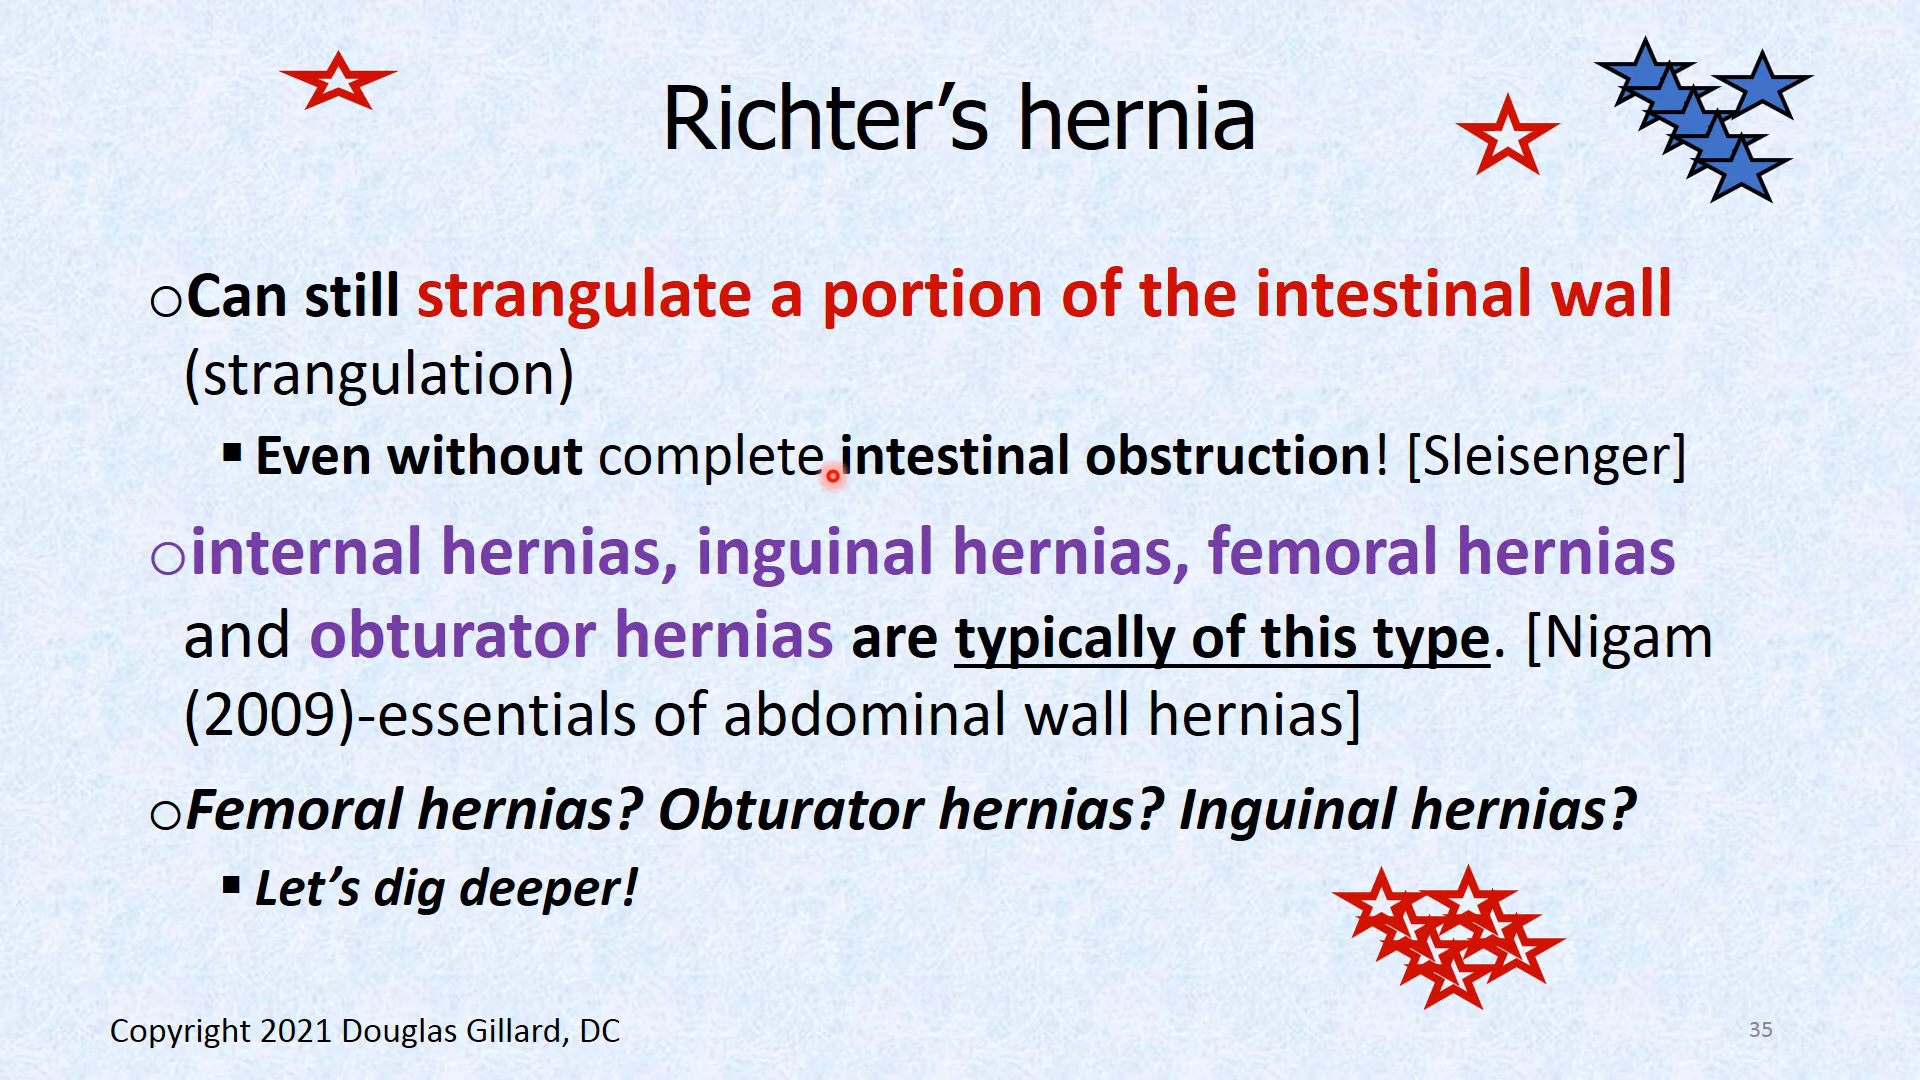 Richter’s hernia
oCan still strangulate a portion of the intestinal wall
(strangulation)
▪Even without complete intestinal obstruction! [Sleisenger]
ointernal hernias, inguinal hernias, femoral hernias
and obturator hernias are typically of this type. [Nigam
(2009)-essentials of abdominal wall hernias]
oFemoral hernias? Obturator hernias? Inguinal hernias?
▪Let’s dig deeper!
Copyright 2021 Douglas Gillard, DC
35